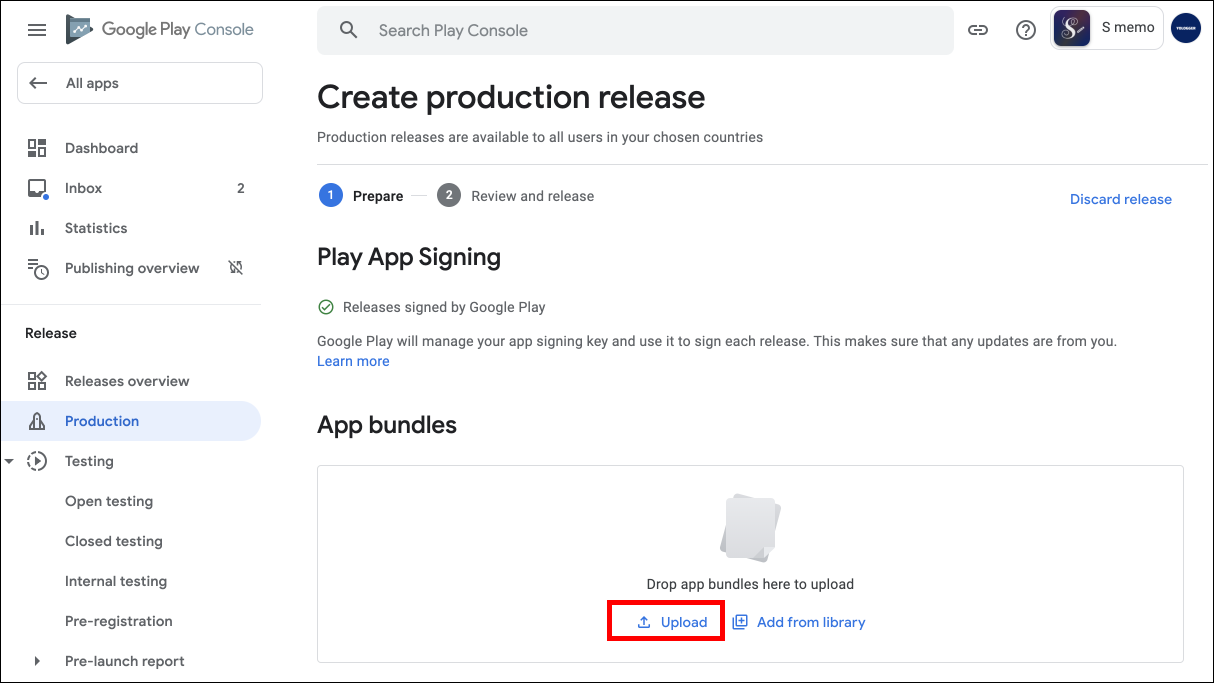 Google Play Console
Search Play Console
S memo
All apps
Dashboard
Inbox 2
Statistics
Publishing overview
Release
Releases overview
Production
Testing
Open testing
Closed testing
Internal testing
Pre-registration
Pre-launch report
Create production release
Production releases are available to all users in your chosen countries
1 Prepare 2 Review and release
Discard release
Play App Signing
Releases signed by Google Play
Google Play will manage your app signing key and use it to sign each release. This makes sure that any updates are from you.
Learn more
App bundles
Drop app bundles here to upload
Upload Add from library